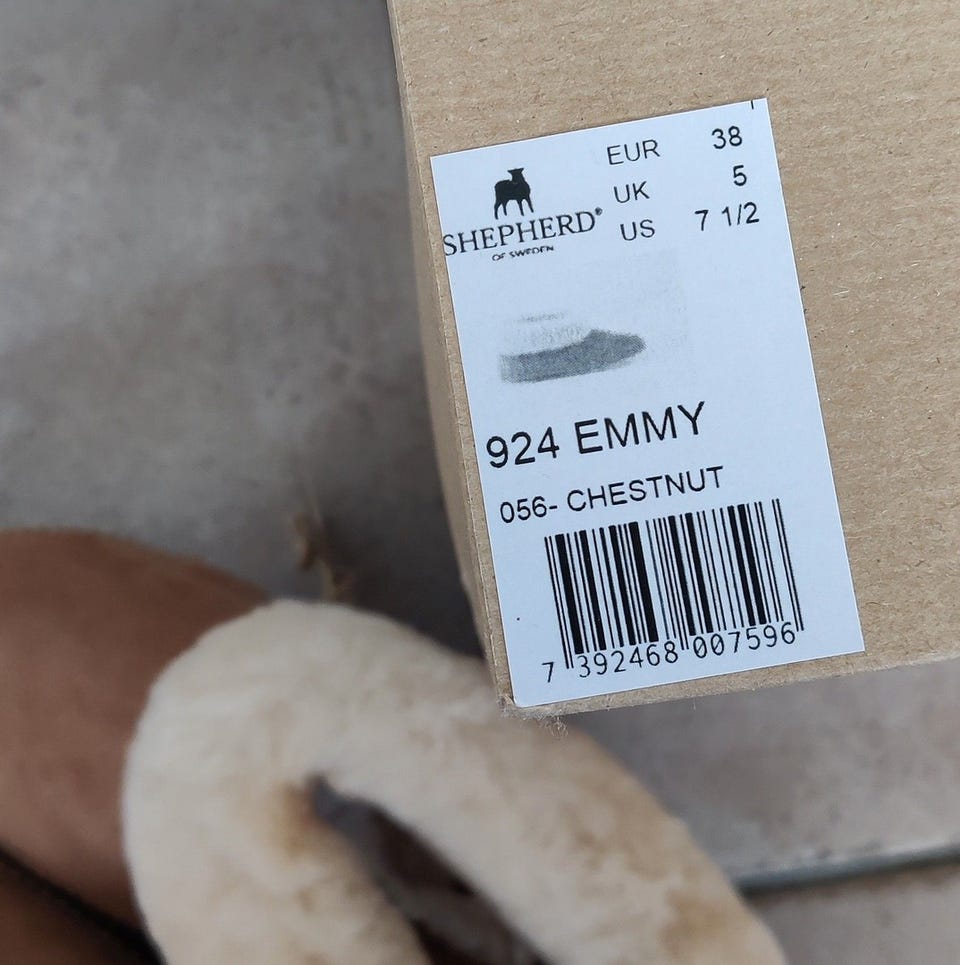 EUR 38
UK 5
US 7 1/2
SHEPHERD®
OF SWEDEN
924 EMMY
056- CHESTNUT
7 392468 007596